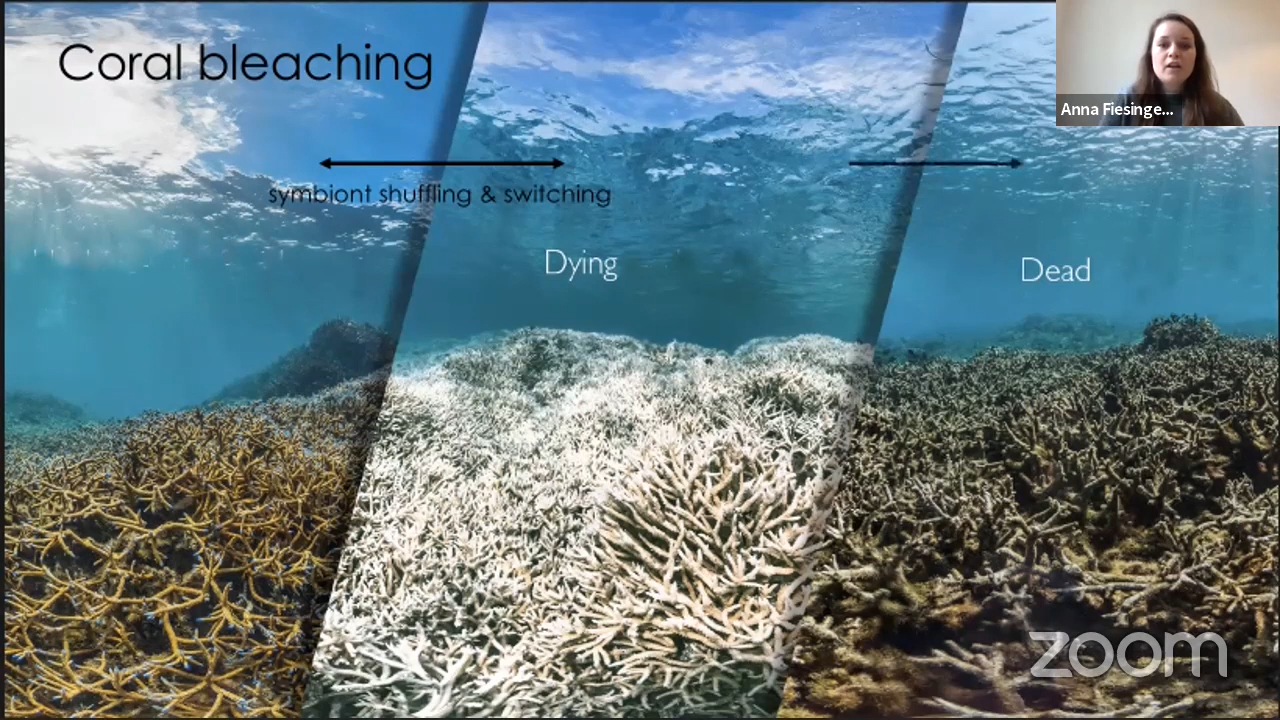 Coral bleaching
Anna Fiesinge...
symbiont shuffling & switching
Dying
Dead
zoom